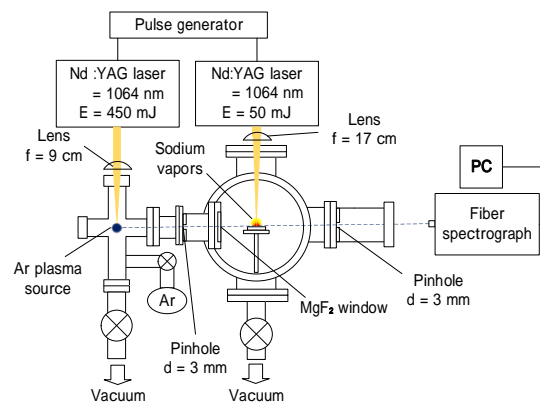 Pulse generator
Nd :YAG laser
= 1064 nm
E = 450 mJ
Nd:YAG laser
= 1064 nm
E = 50 mJ
Lens
f = 9 cm
Lens
f = 17 cm
Sodium
vapors
PC
Fiber
spectrograph
Ar plasma
source
Ar
Pinhole
d = 3 mm
MgF₂ window
Pinhole
d = 3 mm
Vacuum
Vacuum